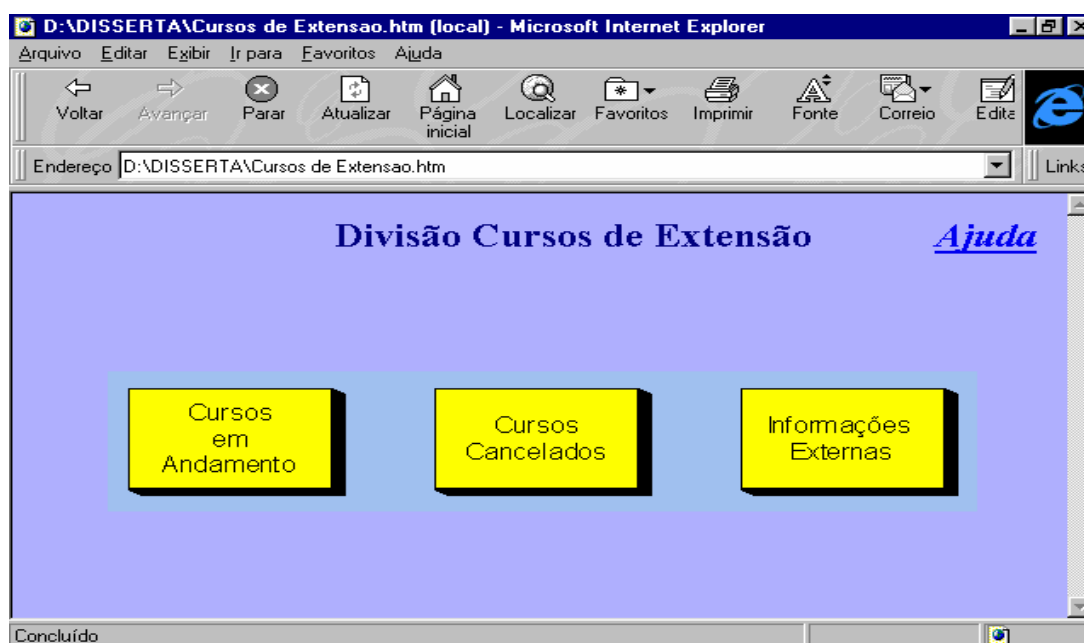 D:\DISSERTA\Cursos de Extensao.htm (local) - Microsoft Internet Explorer
Arquivo Editar Exibir Ir para Favoritos Ajuda
Voltar Avançar Parar Atualizar Página inicial Localizar Favoritos Imprimir Fonte Correio Edita
Endereço D:\DISSERTA\Cursos de Extensao.htm Links
Divisão Cursos de Extensão Ajuda
Cursos
em
Andamento
Cursos
Cancelados
Informações
Externas
Concluído